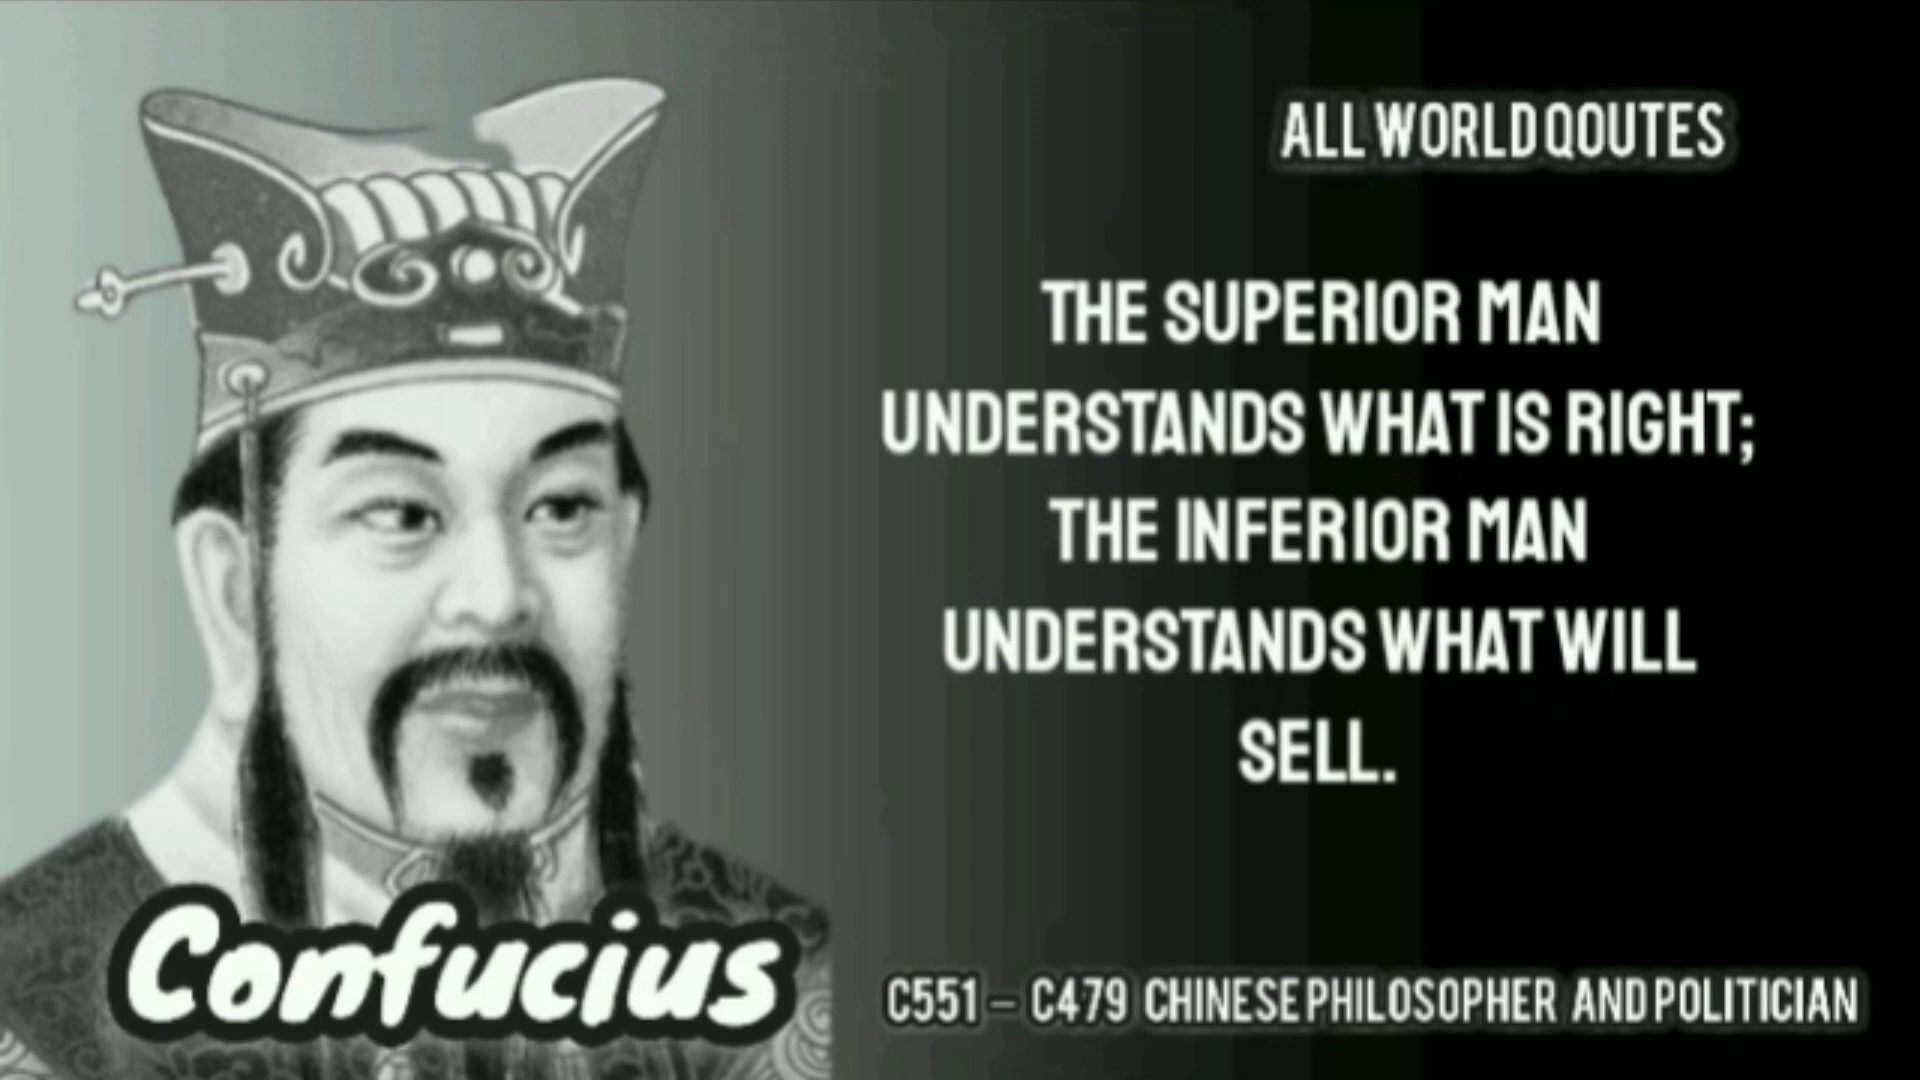 ALL WORLD QOUTES
THE SUPERIOR MAN
UNDERSTANDS WHAT IS RIGHT;
THE INFERIOR MAN
UNDERSTANDS WHAT WILL
SELL.
Confucius
C551 – C479 CHINESE PHILOSOPHER AND POLITICIAN